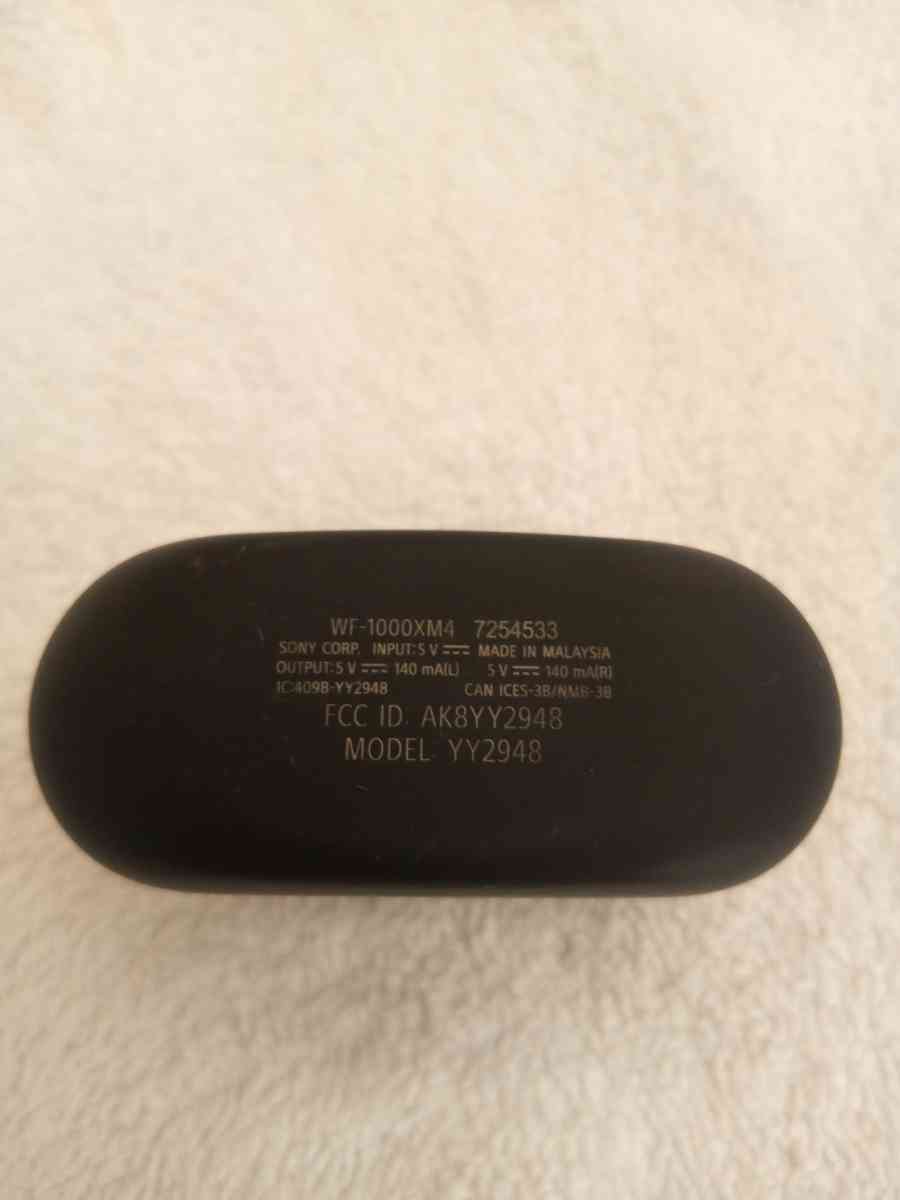 WF-1000XM4 7254533
SONY CORP. INPUT:5 V ⎓ MADE IN MALAYSIA
OUTPUT:5 V ⎓ 140 mA(L) 5 V ⎓ 140 mA(R)
IC:409B-YY2948 CAN ICES-3B/NMB-3B
FCC ID: AK8YY2948
MODEL: YY2948